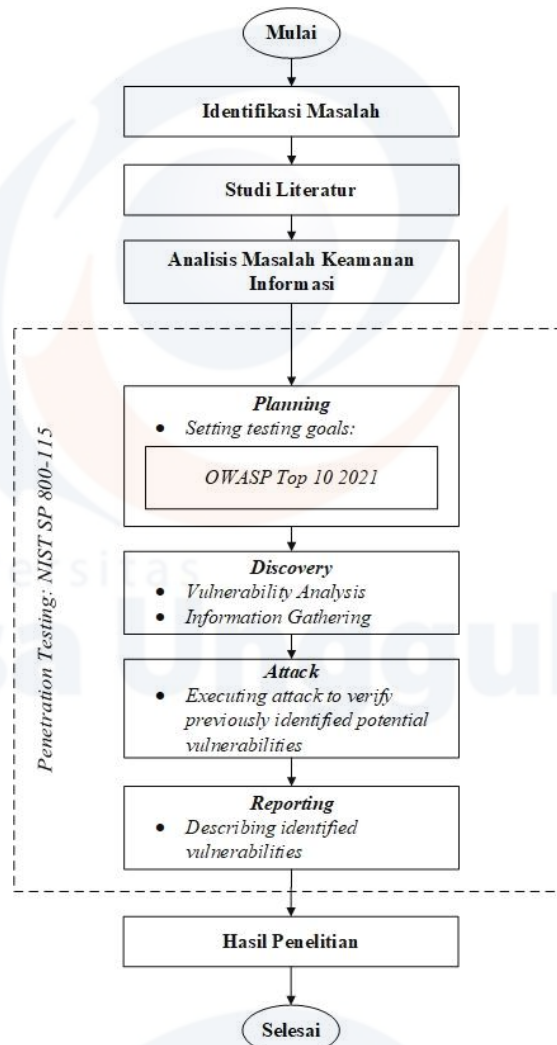 Mulai
Identifikasi Masalah
Studi Literatur
Analisis Masalah Keamanan
Informasi
Penetration Testing: NIST SP 800-115
Planning
• Setting testing goals:
OWASP Top 10 2021
Discovery
• Vulnerability Analysis
• Information Gathering
Attack
• Executing attack to verify
previously identified potential
vulnerabilities
Reporting
• Describing identified
vulnerabilities
Hasil Penelitian
Selesai